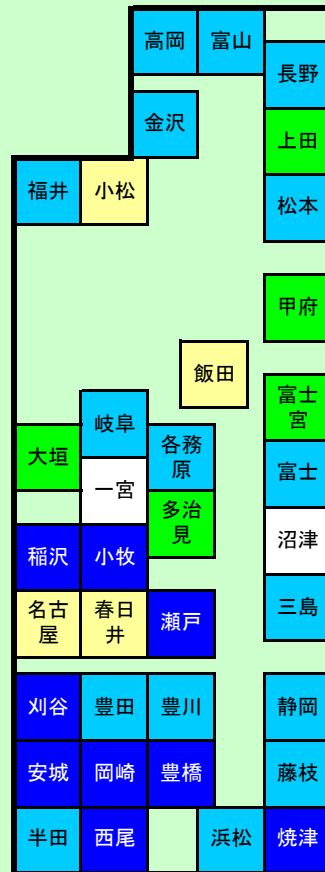 高岡 富山
長野
金沢
上田
福井 小松
松本
甲府
飯田
富士
宮
岐阜
各務
原
大垣
富士
一宮
多治
見
沼津
稲沢 小牧
三島
名古
屋
春日
井
瀬戸
刈谷 豊田 豊川 静岡
安城 岡崎 豊橋 藤枝
半田 西尾 浜松 焼津